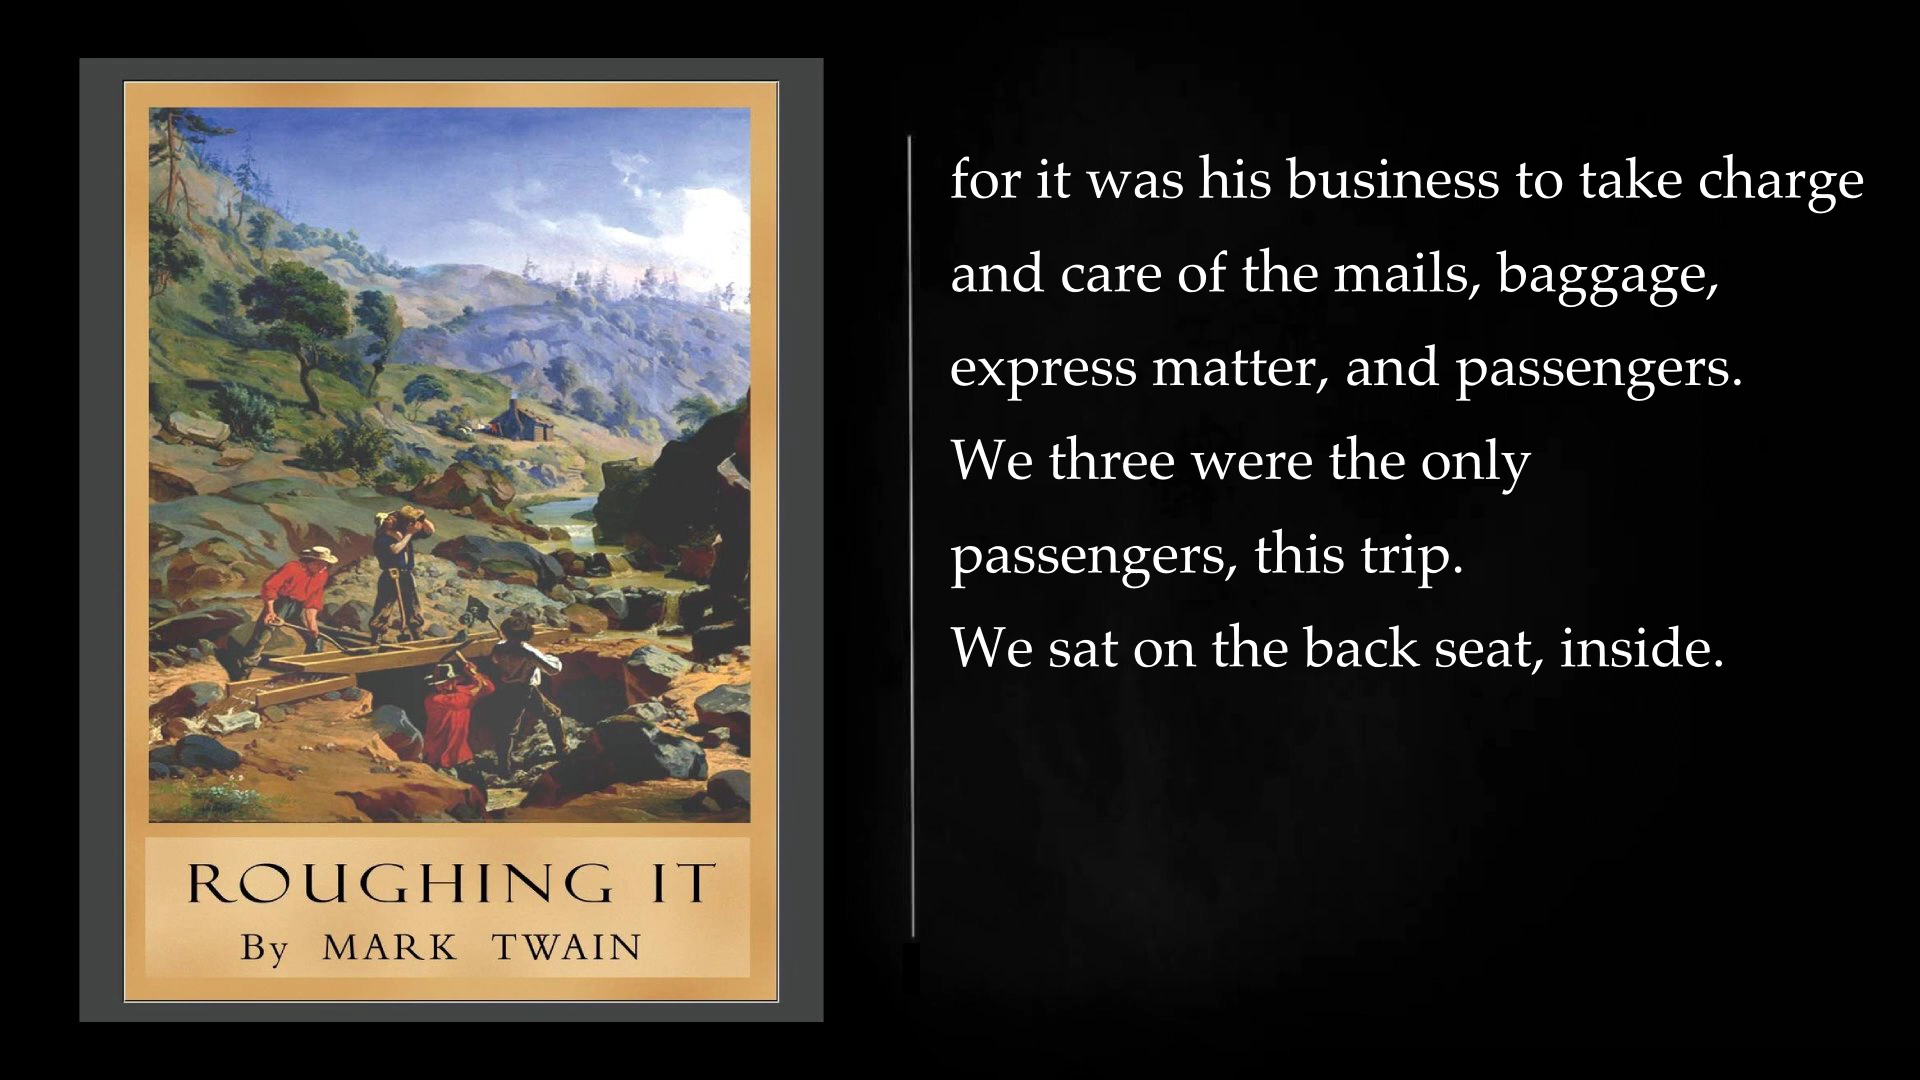 for it was his business to take charge
and care of the mails, baggage,
express matter, and passengers.
We three were the only
passengers, this trip.
We sat on the back seat, inside.
ROUGHING IT
By MARK TWAIN